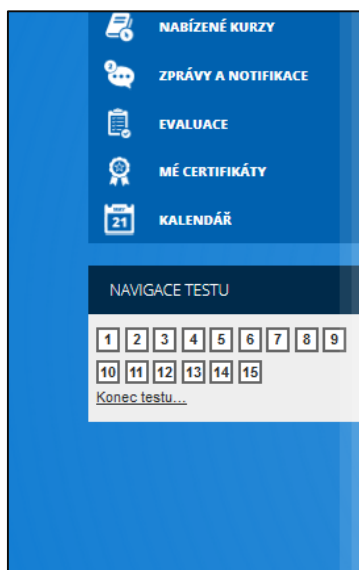 NABÍZENÉ KURZY
ZPRÁVY A NOTIFIKACE
EVALUACE
MÉ CERTIFIKÁTY
21 KALENDÁŘ
NAVIGACE TESTU
1 2 3 4 5 6 7 8 9
10 11 12 13 14 15
Konec testu...